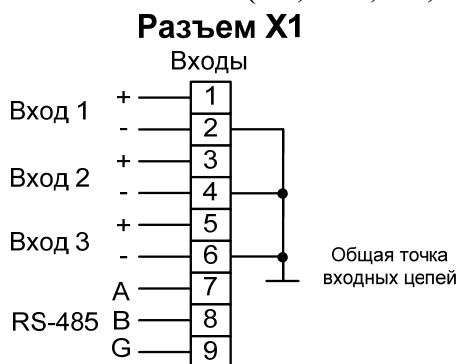 Разъем X1
Входы
Вход 1 + 1
- 2
Вход 2 + 3
- 4
Вход 3 + 5
- 6
Общая точка
входных цепей
A 7
RS-485 B 8
G 9